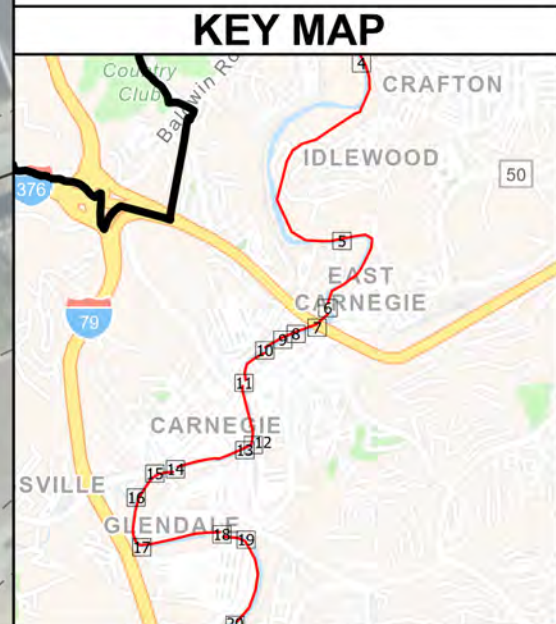 KEY MAP
Country
Club
Baldwin Ro
4
CRAFTON
IDLEWOOD
50
376
5
EAST
CARNEGIE
6
79
7
8
9
10
11
CARNEGIE
12
13
14
15
SVILLE
16
GLENDALE
17
18
19
20